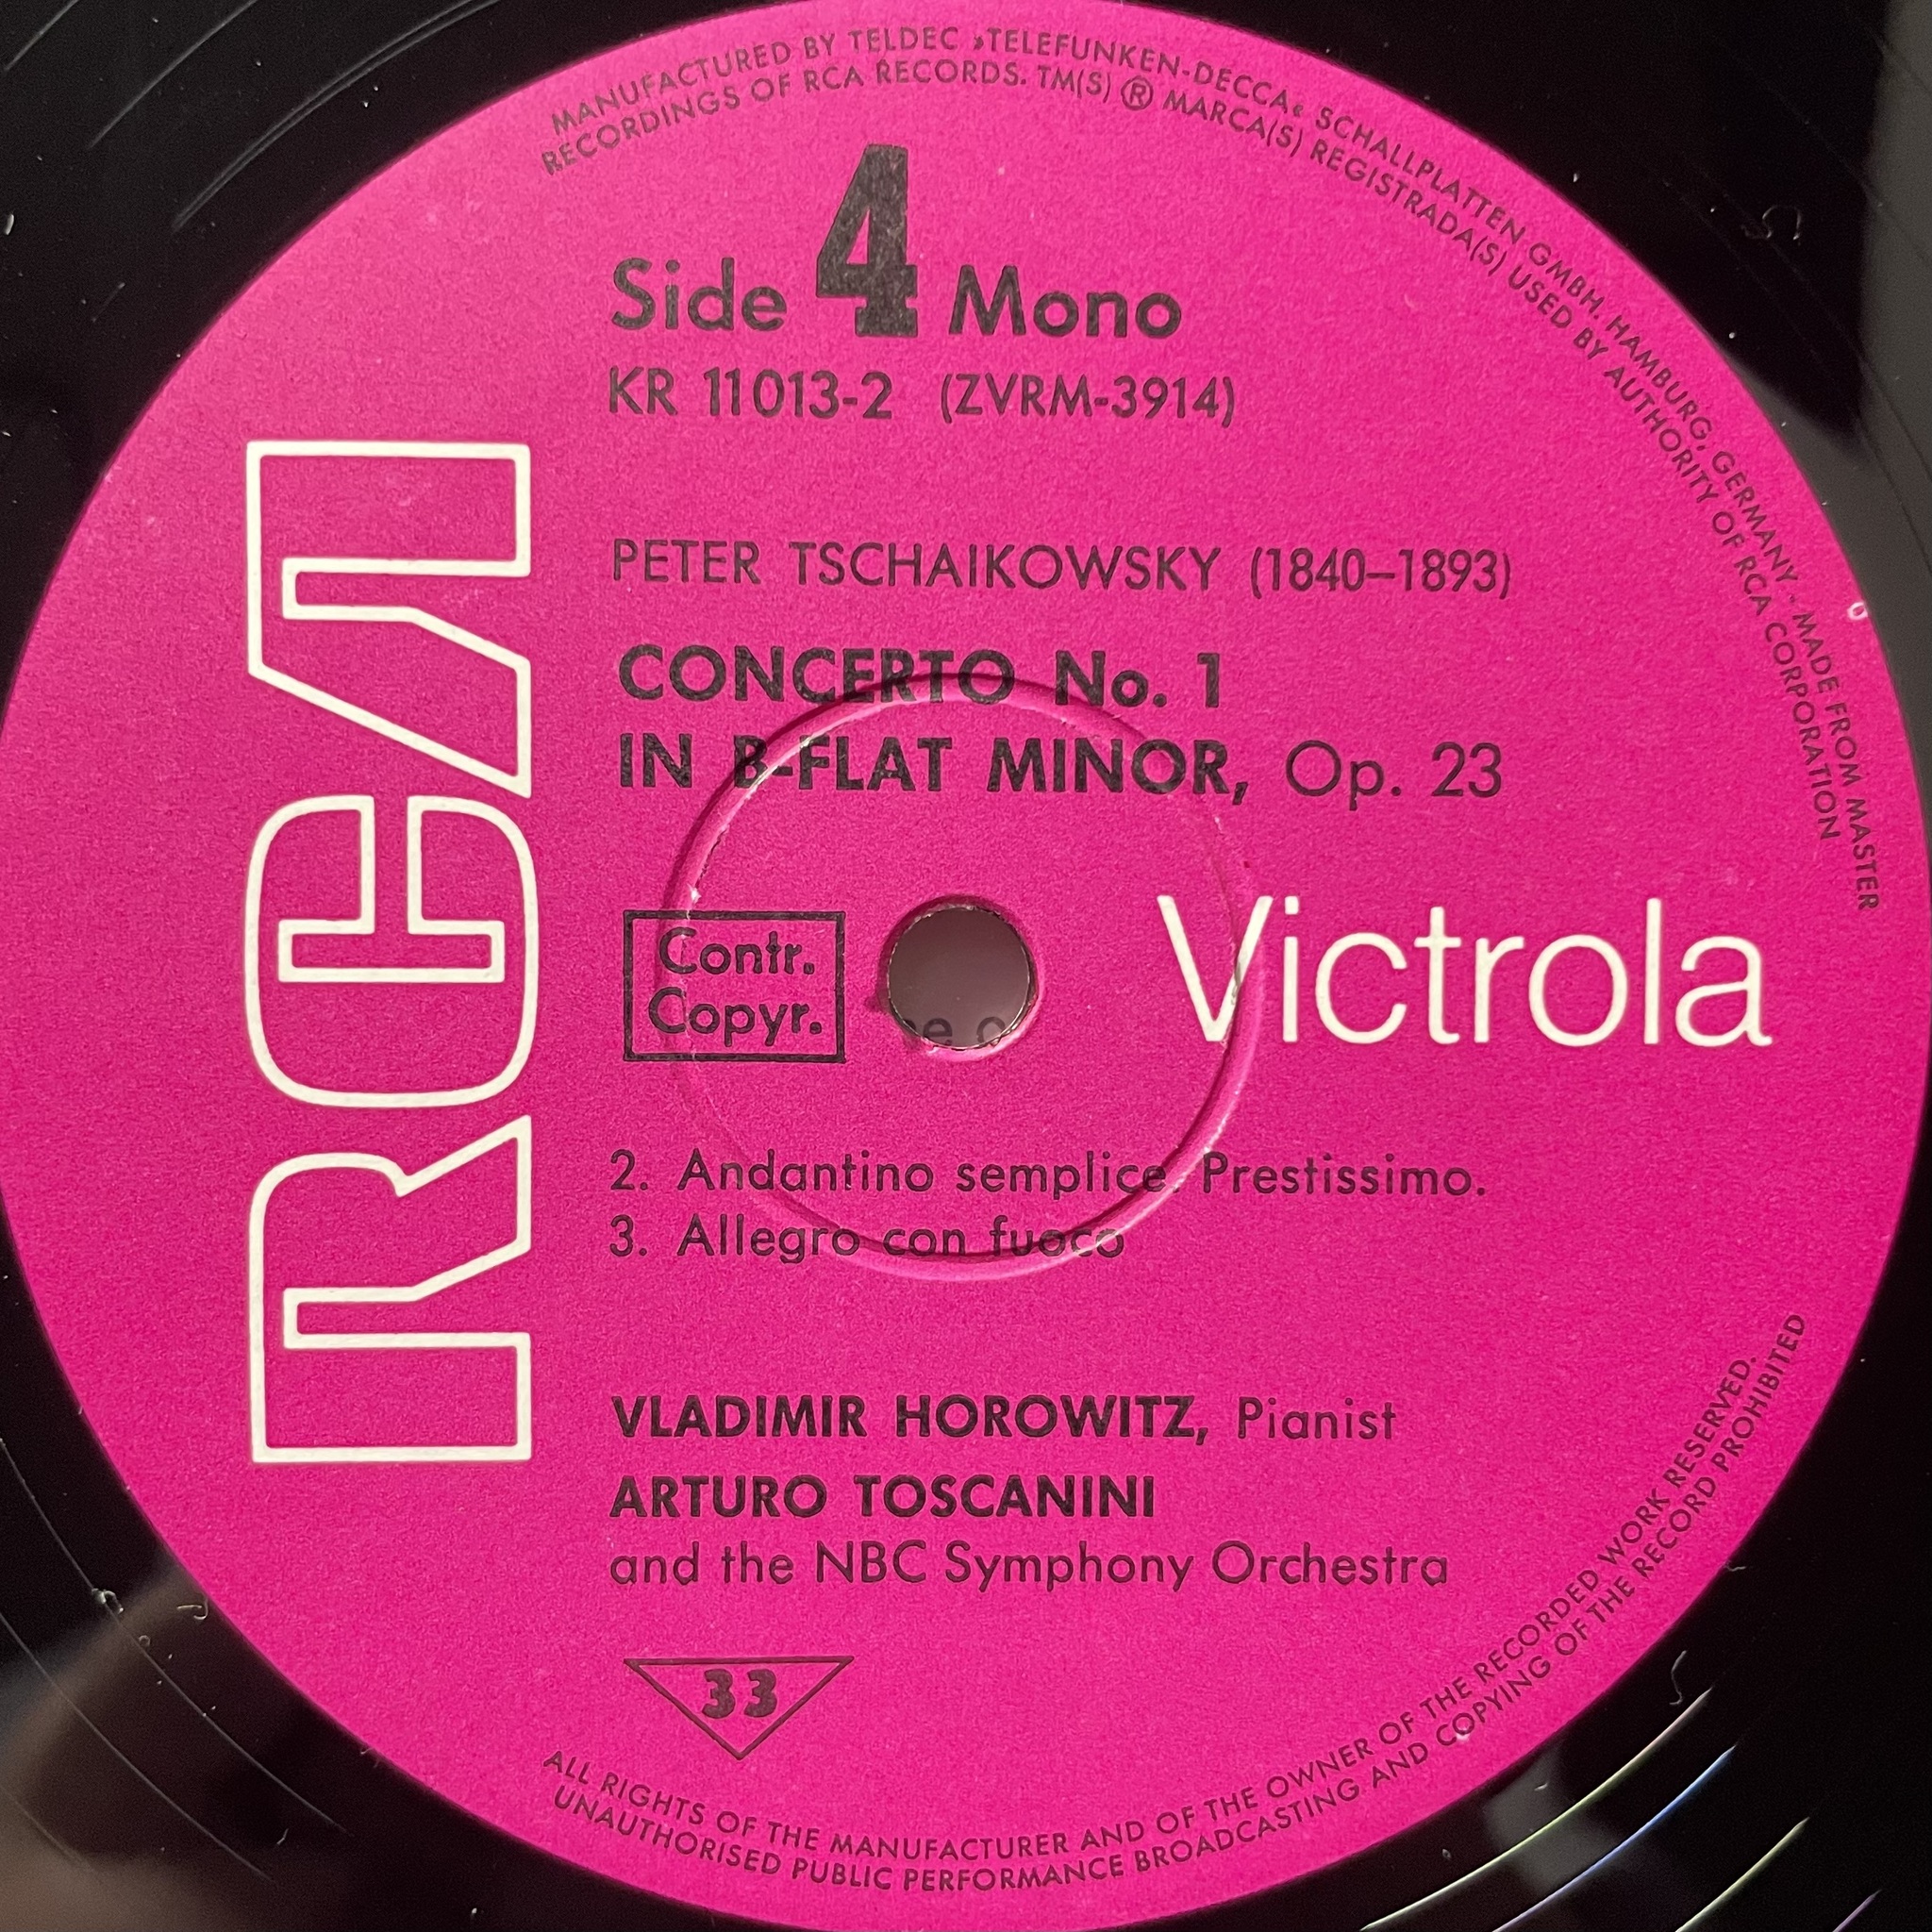 MANUFACTURED BY TELDEC »TELEFUNKEN-DECCA« SCHALLPLATTEN GMBH. HAMBURG, GERMANY · MADE FROM MASTER
RECORDINGS OF RCA RECORDS. TM(S) ® MARCA(S) REGISTRADA(S) USED BY AUTHORITY OF RCA CORPORATION
Side 4 Mono
KR 11013-2 (ZVRM-3914)
RCA
PETER TSCHAIKOWSKY (1840–1893)
CONCERTO No. 1
IN B-FLAT MINOR, Op. 23
Contr.
Copyr.
Victrola
2. Andantino semplice. Prestissimo.
3. Allegro con fuoco
VLADIMIR HOROWITZ, Pianist
ARTURO TOSCANINI
and the NBC Symphony Orchestra
33
ALL RIGHTS OF THE MANUFACTURER AND OF THE OWNER OF THE RECORDED WORK RESERVED.
UNAUTHORISED PUBLIC PERFORMANCE BROADCASTING AND COPYING OF THE RECORD PROHIBITED